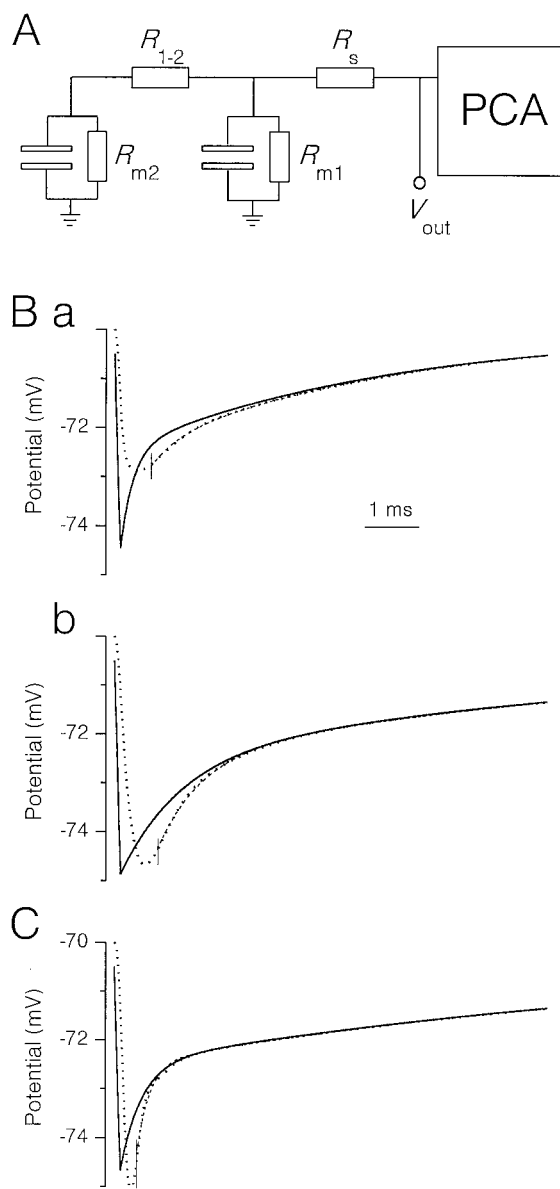 A
R1-2
Rs
PCA
Rm2
Rm1
Vout
B a
Potential (mV)
-72
-74
1 ms
b
Potential (mV)
-72
-74
C
Potential (mV)
-70
-72
-74